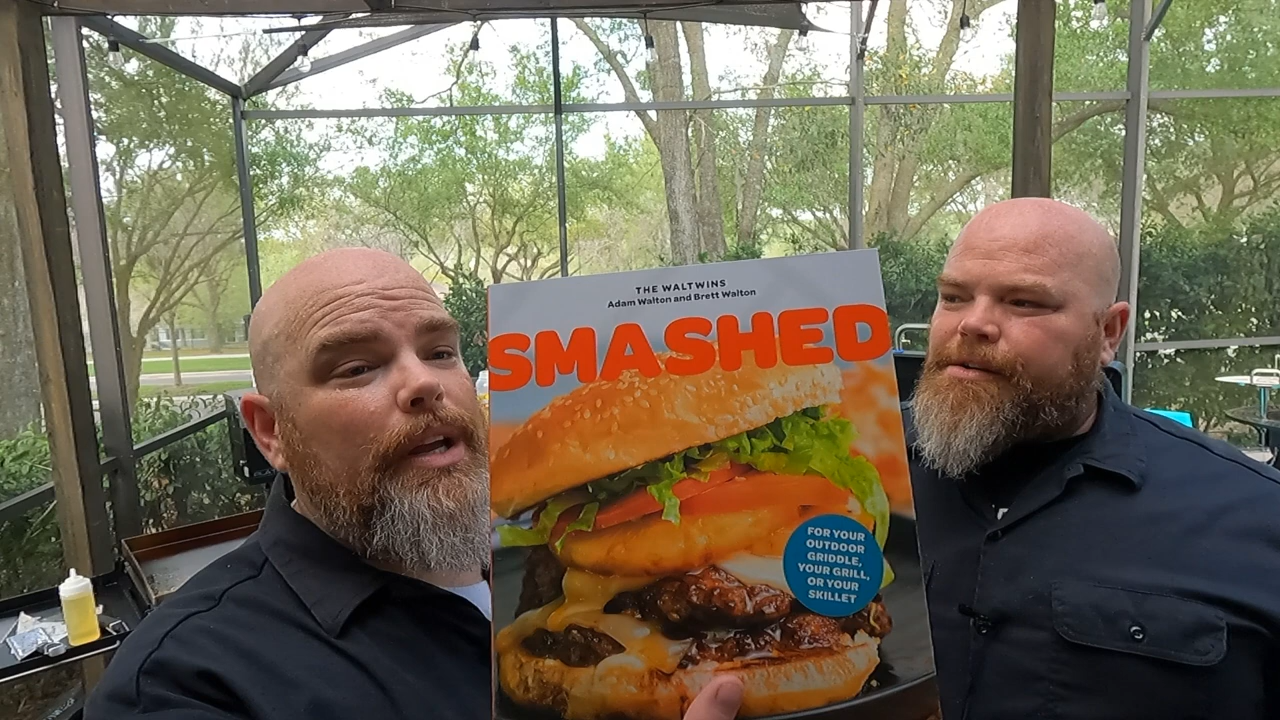 THE WALTWINS
Adam Walton and Brett Walton
SMASHED
FOR YOUR
OUTDOOR
GRIDDLE,
YOUR GRILL,
OR YOUR
SKILLET